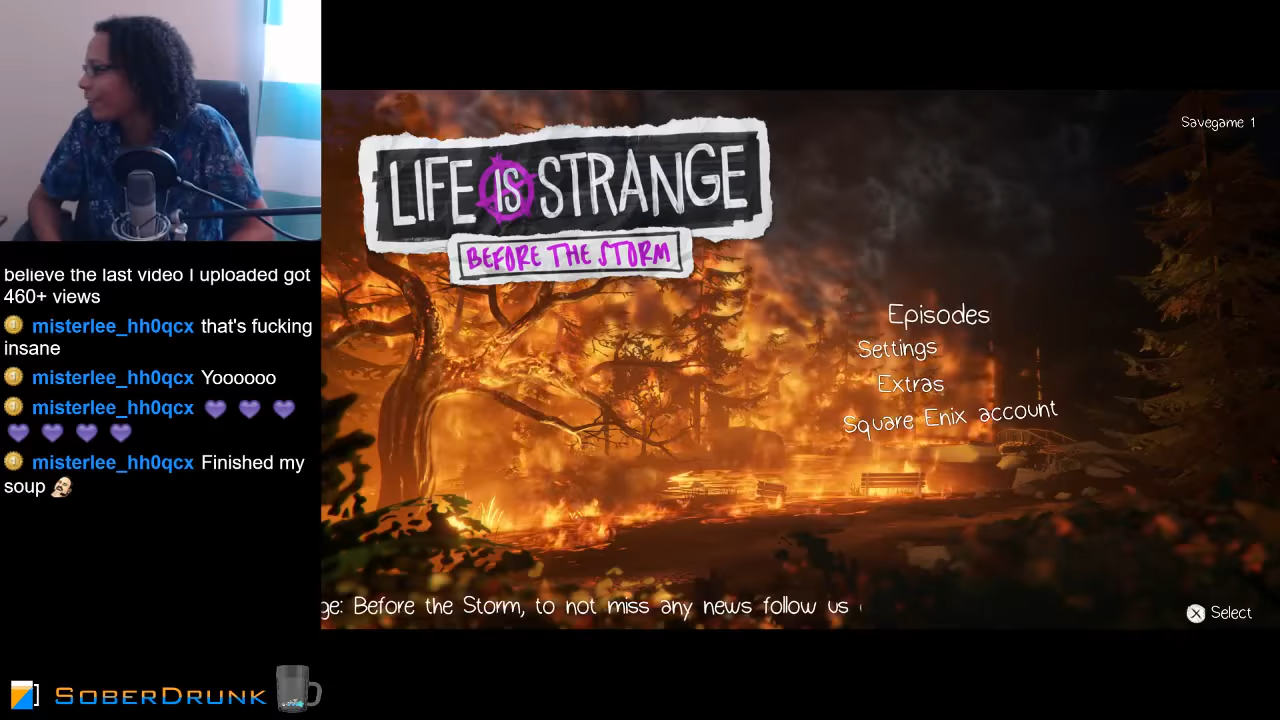 believe the last video I uploaded got
460+ views
misterlee_hh0qcx that's fucking
insane
misterlee_hh0qcx Yoooooo
misterlee_hh0qcx
misterlee_hh0qcx Finished my
soup
SOBERDRUNK
LIFE IS STRANGE
BEFORE THE STORM
Savegame 1
Episodes
Settings
Extras
Square Enix account
ge: Before the Storm, to not miss any news follow us
Select